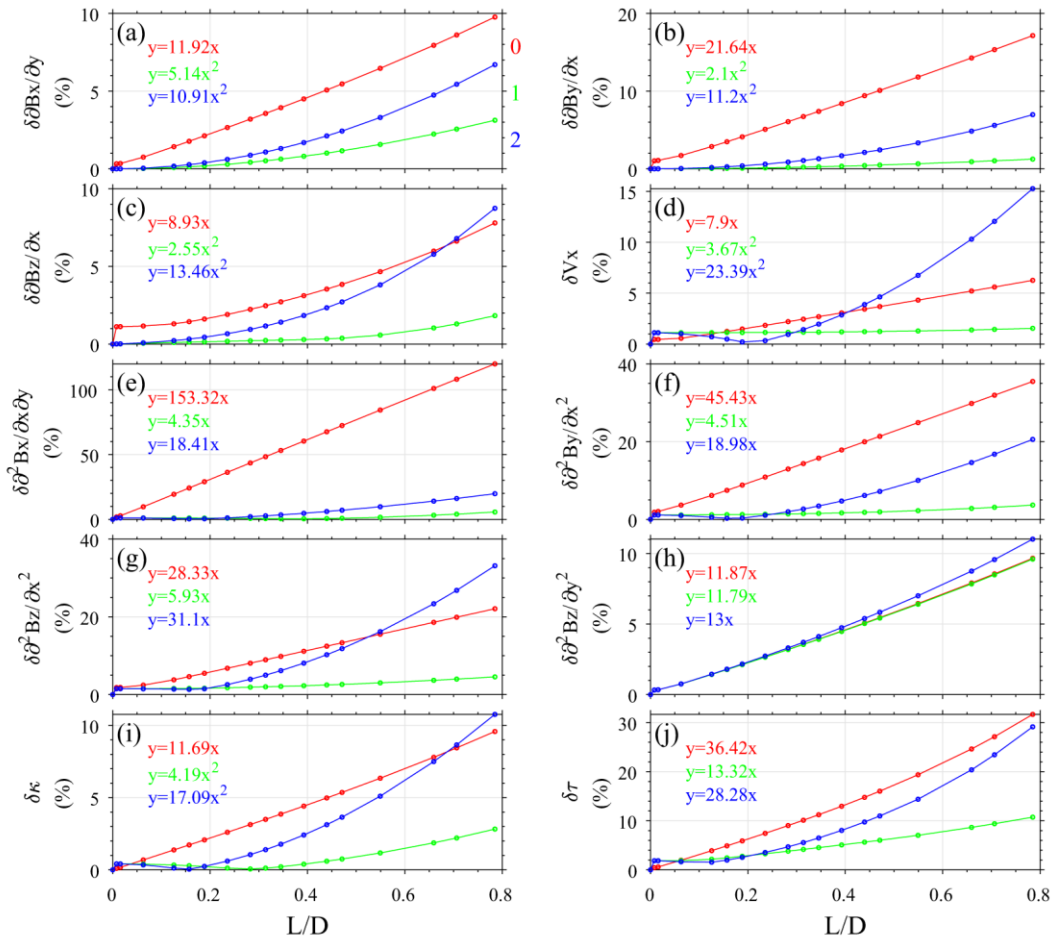 (a)
δ∂Bx/∂y
(%)
10
5
0
y=11.92x
y=5.14x²
y=10.91x²
0
1
2
(b)
δ∂By/∂x
(%)
20
10
0
y=21.64x
y=2.1x²
y=11.2x²
(c)
δ∂Bz/∂x
(%)
10
5
0
y=8.93x
y=2.55x²
y=13.46x²
(d)
δVx
(%)
15
10
5
0
y=7.9x
y=3.67x²
y=23.39x²
(e)
δ∂²Bx/∂x∂y
(%)
100
50
0
y=153.32x
y=4.35x
y=18.41x
(f)
δ∂²By/∂x²
(%)
40
20
0
y=45.43x
y=4.51x
y=18.98x
(g)
δ∂²Bz/∂x²
(%)
40
20
0
y=28.33x
y=5.93x
y=31.1x
(h)
δ∂²Bz/∂y²
(%)
10
5
0
y=11.87x
y=11.79x
y=13x
(i)
δκ
(%)
10
5
0
y=11.69x
y=4.19x²
y=17.09x²
0 0.2 0.4 0.6 0.8
L/D
(j)
δτ
(%)
30
20
10
0
y=36.42x
y=13.32x
y=28.28x
0 0.2 0.4 0.6 0.8
L/D